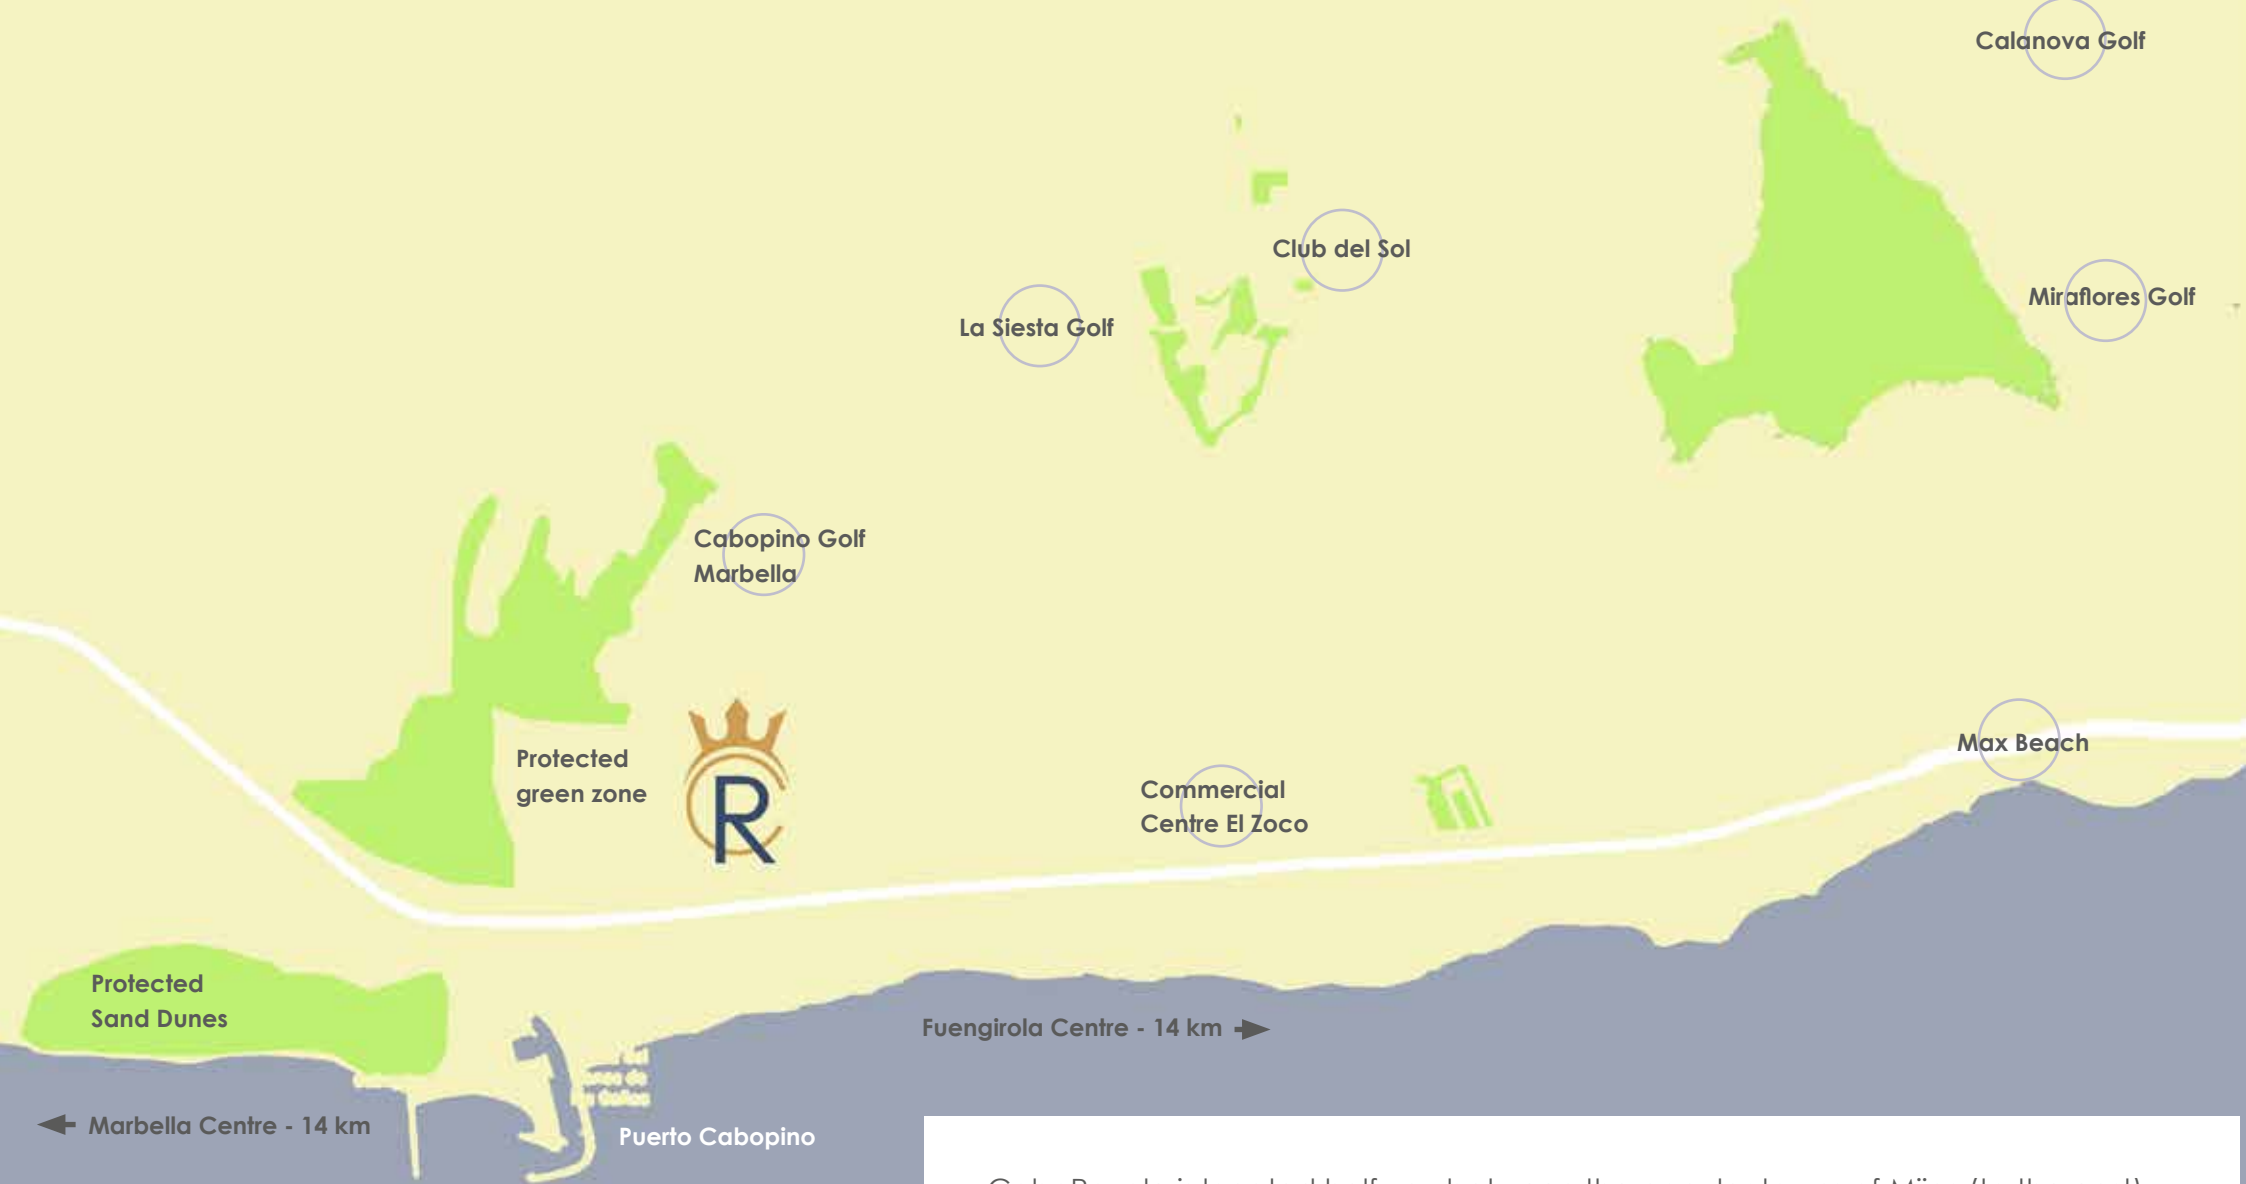 Calanova Golf
Club del Sol
Miraflores Golf
La Siesta Golf
Cabopino Golf
Marbella
Max Beach
Protected
green zone
CR
Commercial
Centre El Zoco
Protected
Sand Dunes
Fuengirola Centre - 14 km
Marbella Centre - 14 km
Puerto Cabopino